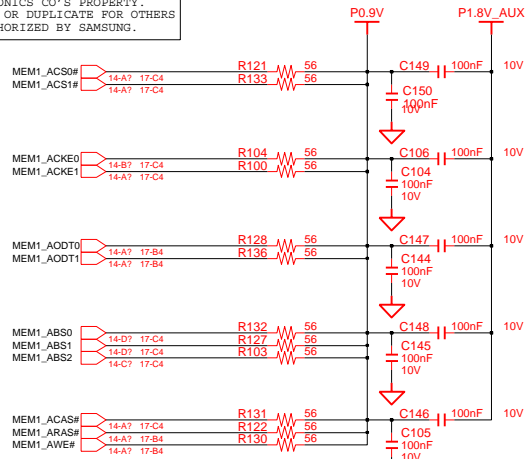 ONICS CO'S PROPERTY.
OR DUPLICATE FOR OTHERS
HORIZED BY SAMSUNG.
P0.9V P1.8V_AUX
MEM1_ACS0# R121 56 C149 100nF 10V
14-A? 17-C4
MEM1_ACS1# R133 56 C150
14-A? 17-C4 100nF
10V
MEM1_ACKE0 R104 56 C106 100nF 10V
14-B? 17-C4
MEM1_ACKE1 R100 56 C104
14-A? 17-C4 100nF
10V
MEM1_AODT0 R128 56 C147 100nF 10V
14-A? 17-B4
MEM1_AODT1 R136 56 C144
14-A? 17-B4 100nF
10V
MEM1_ABS0 R132 56 C148 100nF 10V
14-D? 17-C4
MEM1_ABS1 R127 56 C145
14-D? 17-C4 100nF
MEM1_ABS2 R103 56 10V
14-C? 17-C4
MEM1_ACAS# R131 56 C146 100nF 10V
14-A? 17-C4
MEM1_ARAS# R122 56 C105
14-A? 17-B4 100nF
MEM1_AWE# R130 56 10V
14-A? 17-B4